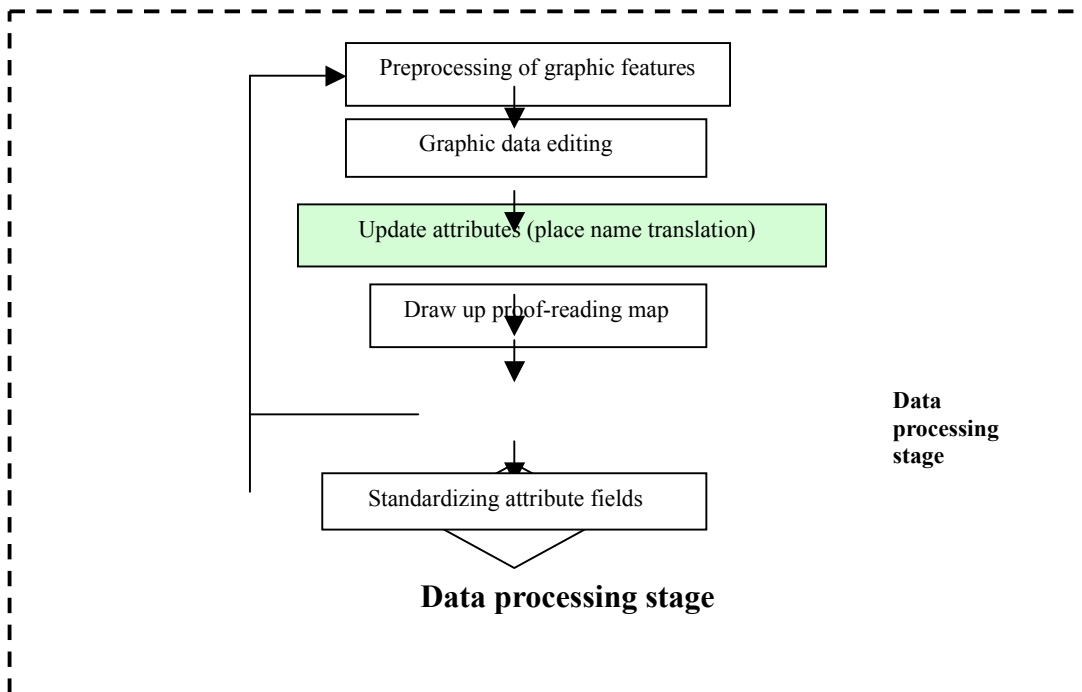 Preprocessing of graphic features
Graphic data editing
Update attributes (place name translation)
Draw up proof-reading map
Data
processing
stage
Standardizing attribute fields
Data processing stage